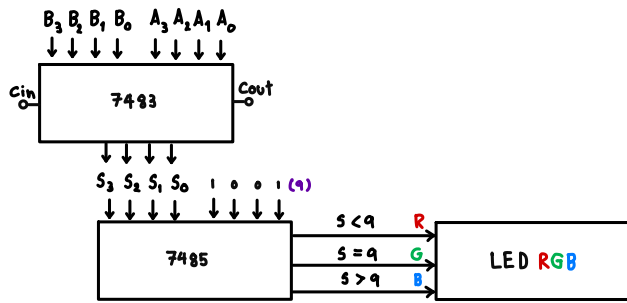 B3 B2 B1 B0 A3 A2 A1 A0
Cin 7483 Cout
S3 S2 S1 S0 1 0 0 1 (9)
S<9 R
7485 S=9 G LED RGB
S>9 B